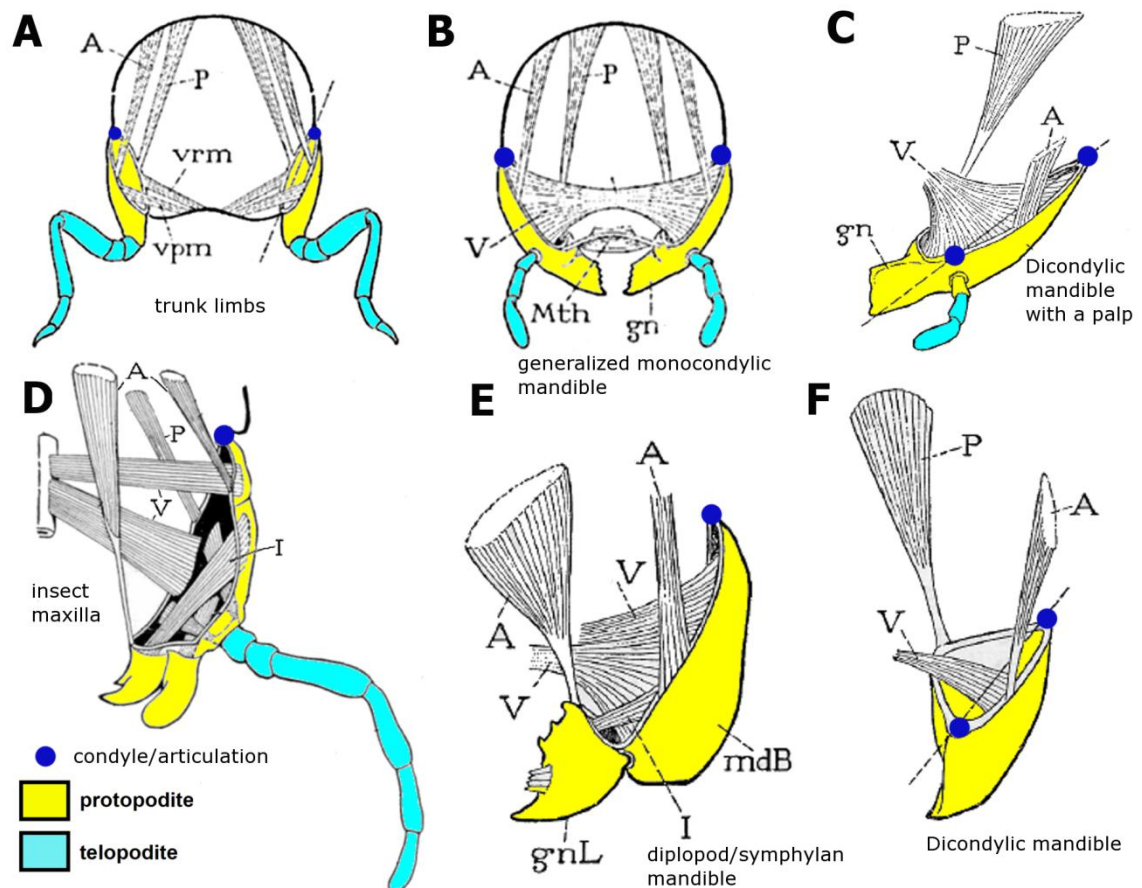 A
A
P
vrm
vpm
trunk limbs
B
A
P
V
Mth
gn
generalized monocondylic
mandible
C
P
A
V
gn
Dicondylic
mandible
with a palp
D
A
P
V
I
insect
maxilla
condyle/articulation
protopodite
telopodite
E
A
A
V
V
mdB
I
gnL
diplopod/symphylan
mandible
F
P
A
V
Dicondylic mandible